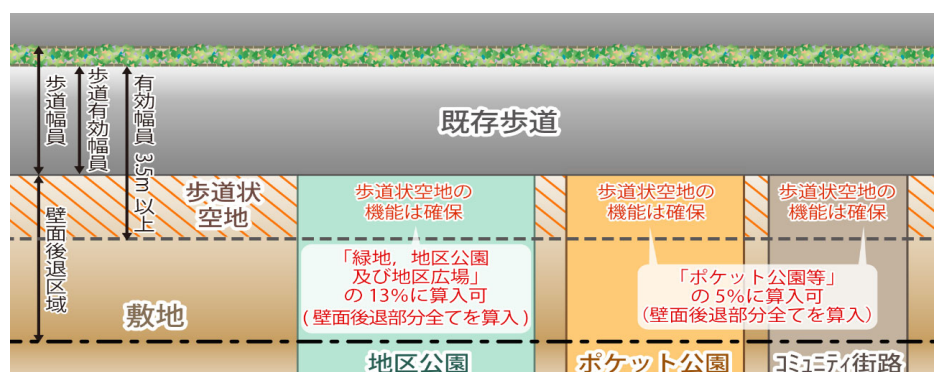 歩道幅員
歩道有効幅員
有効幅員 3.5m 以上
既存歩道
壁面後退区域
歩道状
空地
歩道状空地の
機能は確保
歩道状空地の
機能は確保
歩道状空地の
機能は確保
「緑地，地区公園
及び地区広場」
の 13%に算入可
(壁面後退部分全てを算入)
「ポケット公園等」
の 5%に算入可
(壁面後退部分全てを算入)
敷地
地区公園
ポケット公園
コミュニティ街路